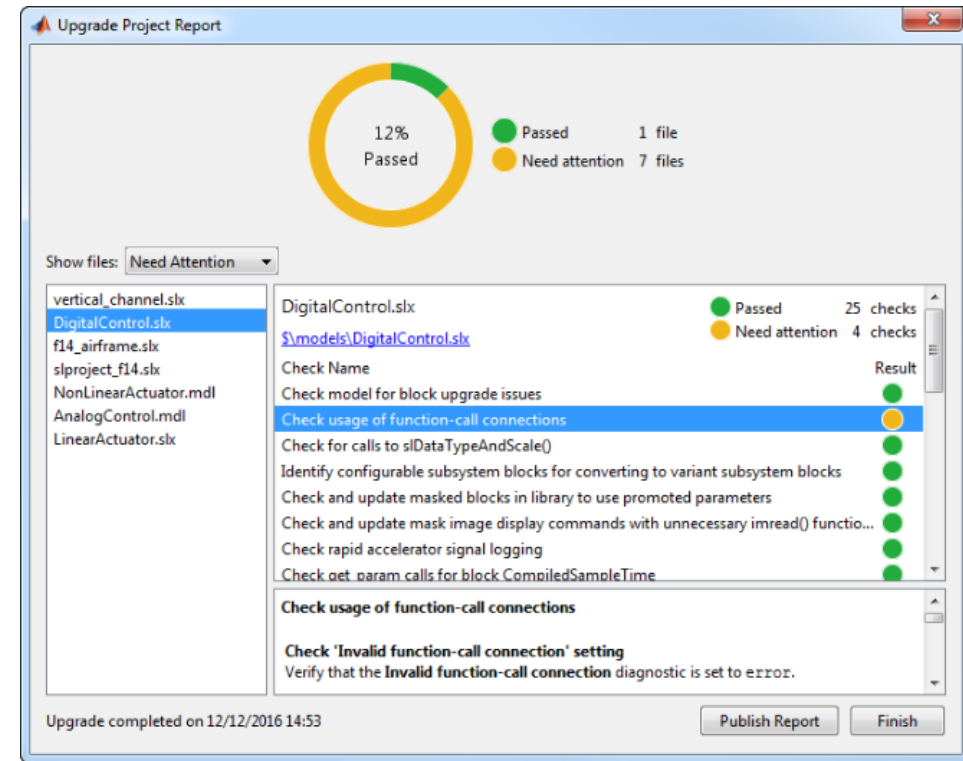 Upgrade Project Report
12%
Passed
Passed 1 file
Need attention 7 files
Show files: Need Attention
vertical_channel.slx
DigitalControl.slx
f14_airframe.slx
slproject_f14.slx
NonLinearActuator.mdl
AnalogControl.mdl
LinearActuator.slx
DigitalControl.slx
Passed 25 checks
Need attention 4 checks
$\models\DigitalControl.slx
Check Name Result
Check model for block upgrade issues
Check usage of function-call connections
Check for calls to slDataTypeAndScale()
Identify configurable subsystem blocks for converting to variant subsystem blocks
Check and update masked blocks in library to use promoted parameters
Check and update mask image display commands with unnecessary imread() functio...
Check rapid accelerator signal logging
Check get_param calls for block CompiledSampleTime
Check usage of function-call connections
Check 'Invalid function-call connection' setting
Verify that the Invalid function-call connection diagnostic is set to error.
Upgrade completed on 12/12/2016 14:53
Publish Report
Finish